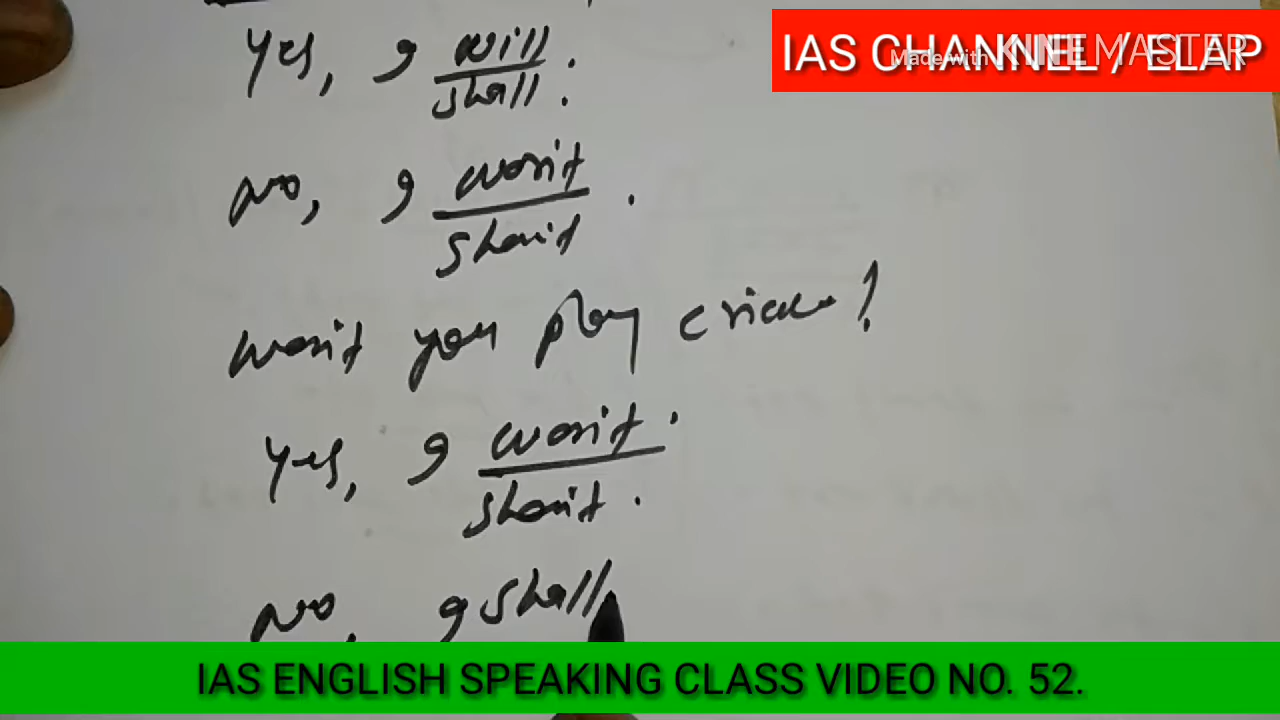 IAS CHANNEL / ELAP
Made with KINEMASTER
Yes, I will / shall.
No, I won't / shan't.
Won't you play cricket?
Yes, I won't. / shan't.
No, I shall
IAS ENGLISH SPEAKING CLASS VIDEO NO. 52.